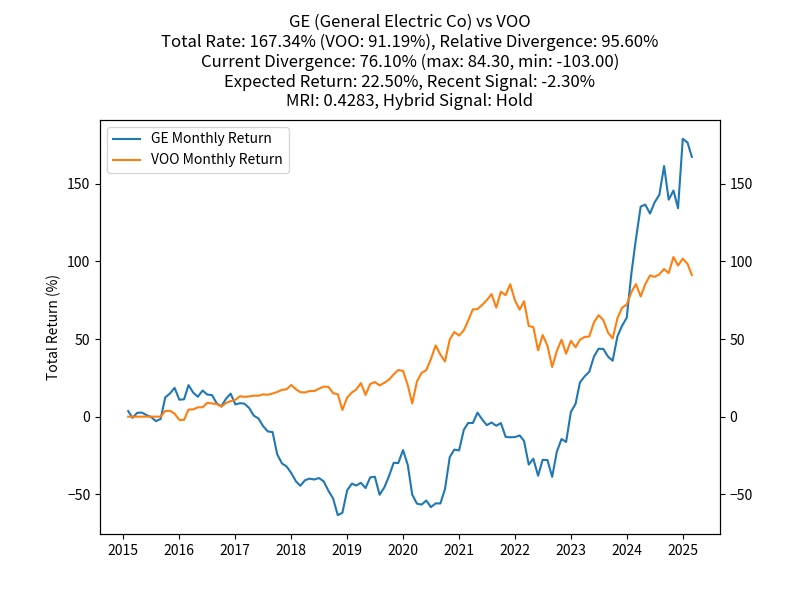 GE (General Electric Co) vs VOO
Total Rate: 167.34% (VOO: 91.19%), Relative Divergence: 95.60%
Current Divergence: 76.10% (max: 84.30, min: -103.00)
Expected Return: 22.50%, Recent Signal: -2.30%
MRI: 0.4283, Hybrid Signal: Hold
GE Monthly Return
VOO Monthly Return
Total Return (%)
150
100
50
0
−50
150
100
50
0
−50
2015 2016 2017 2018 2019 2020 2021 2022 2023 2024 2025